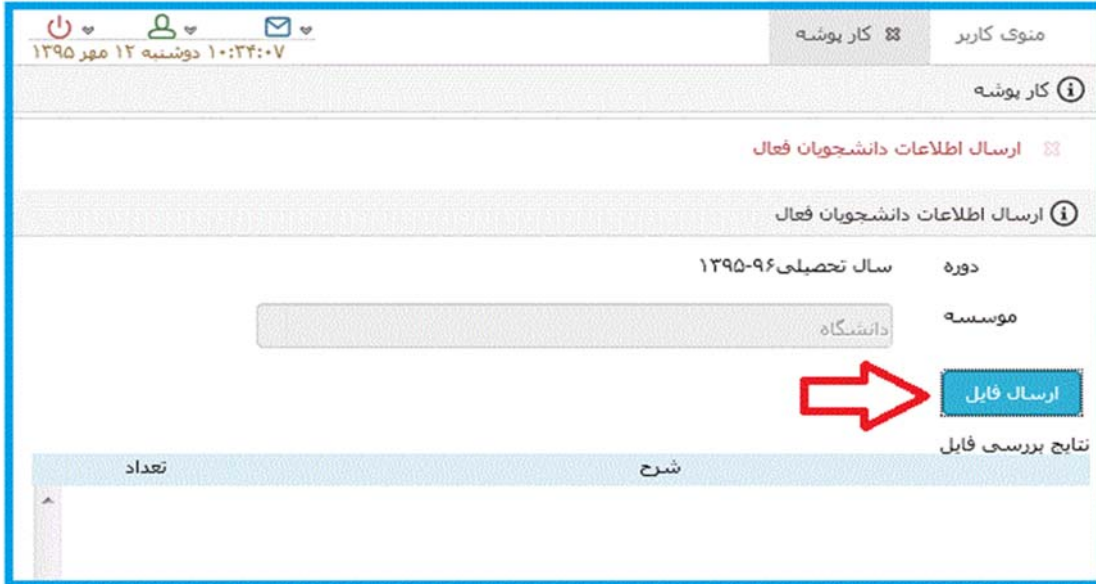 منوی کاربر
کار پوشه
۱۰:۳۴:۰۷ دوشنبه ۱۲ مهر ۱۳۹۵
کار پوشه
ارسال اطلاعات دانشجویان فعال
ارسال اطلاعات دانشجویان فعال
دوره سال تحصیلی۹۶-۱۳۹۵
موسسه دانشگاه
ارسال فایل
نتایج بررسی فایل
شرح تعداد